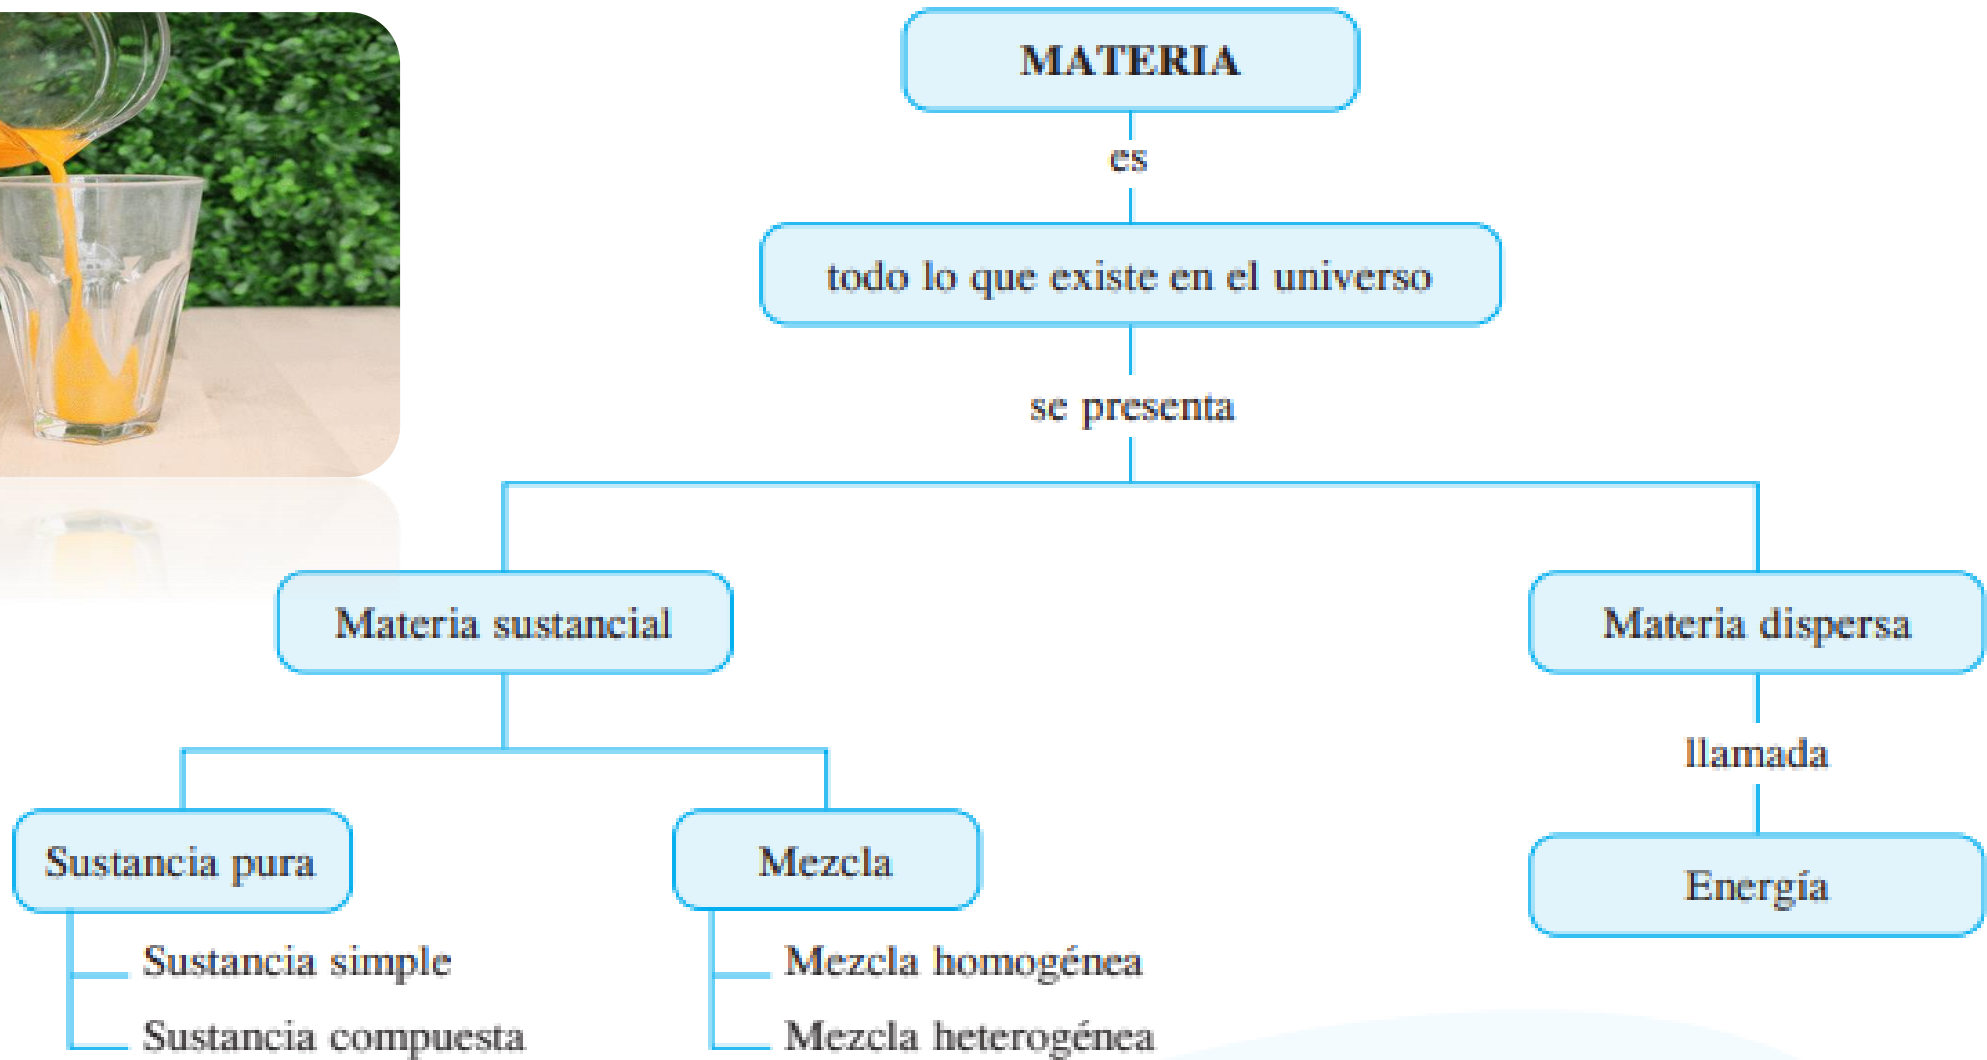 MATERIA
es
todo lo que existe en el universo
se presenta
Materia sustancial
Materia dispersa
llamada
Sustancia pura
Mezcla
Energía
Sustancia simple
Mezcla homogénea
Sustancia compuesta
Mezcla heterogénea